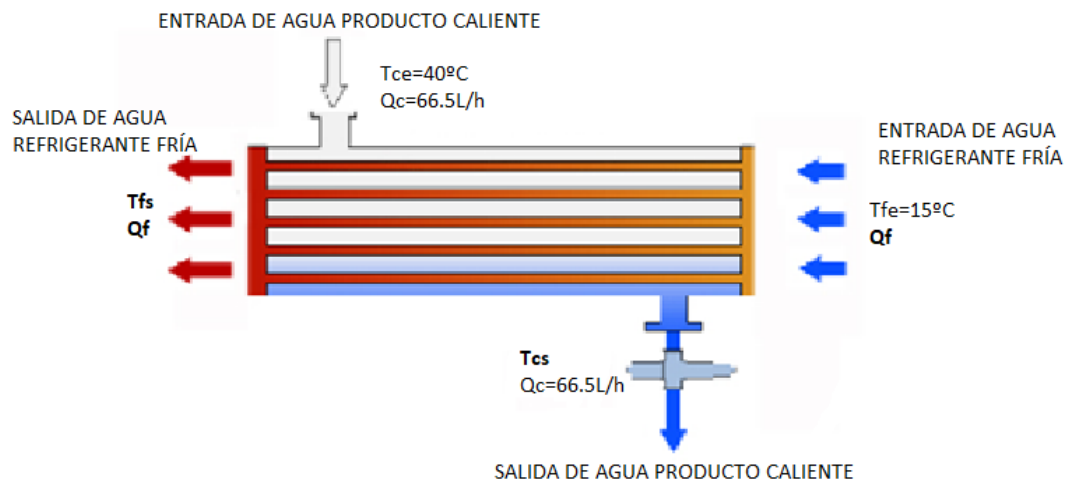 ENTRADA DE AGUA PRODUCTO CALIENTE
Tce=40ºC
Qc=66.5L/h
SALIDA DE AGUA
REFRIGERANTE FRÍA
ENTRADA DE AGUA
REFRIGERANTE FRÍA
Tfs
Qf
Tfe=15ºC
Qf
Tcs
Qc=66.5L/h
SALIDA DE AGUA PRODUCTO CALIENTE